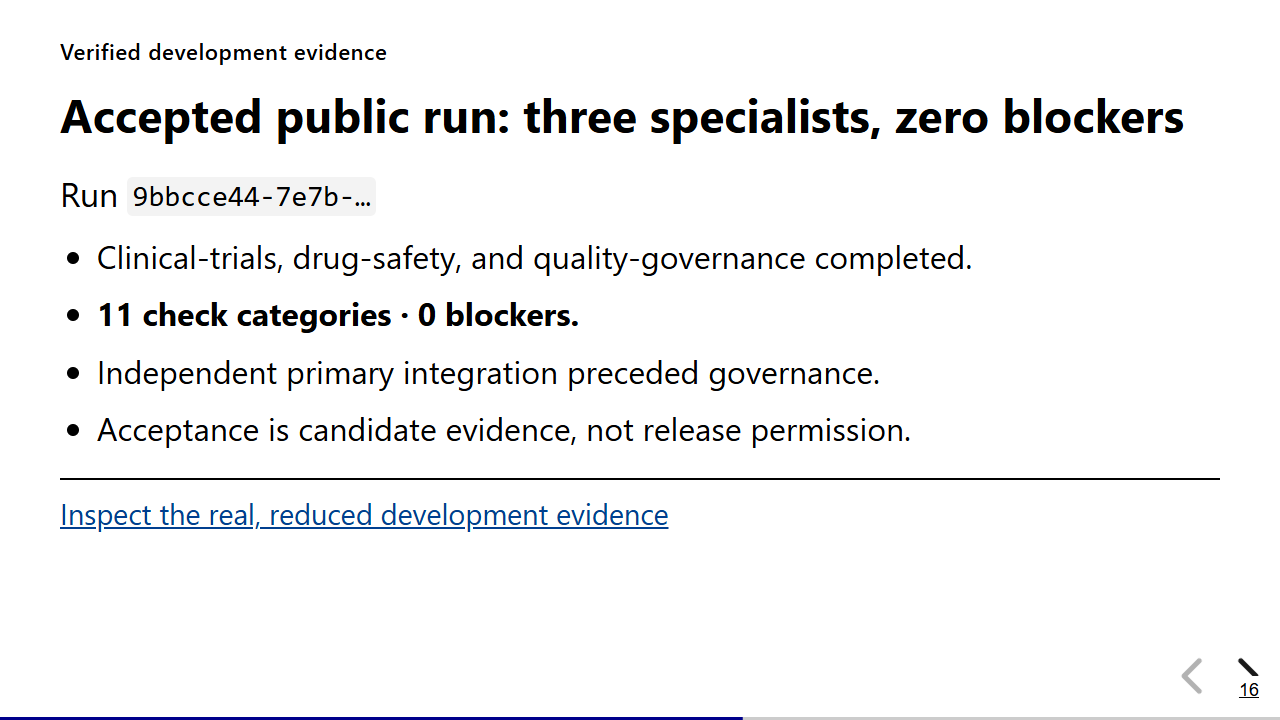 Verified development evidence
Accepted public run: three specialists, zero blockers
Run 9bbcce44-7e7b-…
• Clinical-trials, drug-safety, and quality-governance completed.
• 11 check categories · 0 blockers.
• Independent primary integration preceded governance.
• Acceptance is candidate evidence, not release permission.
Inspect the real, reduced development evidence
16